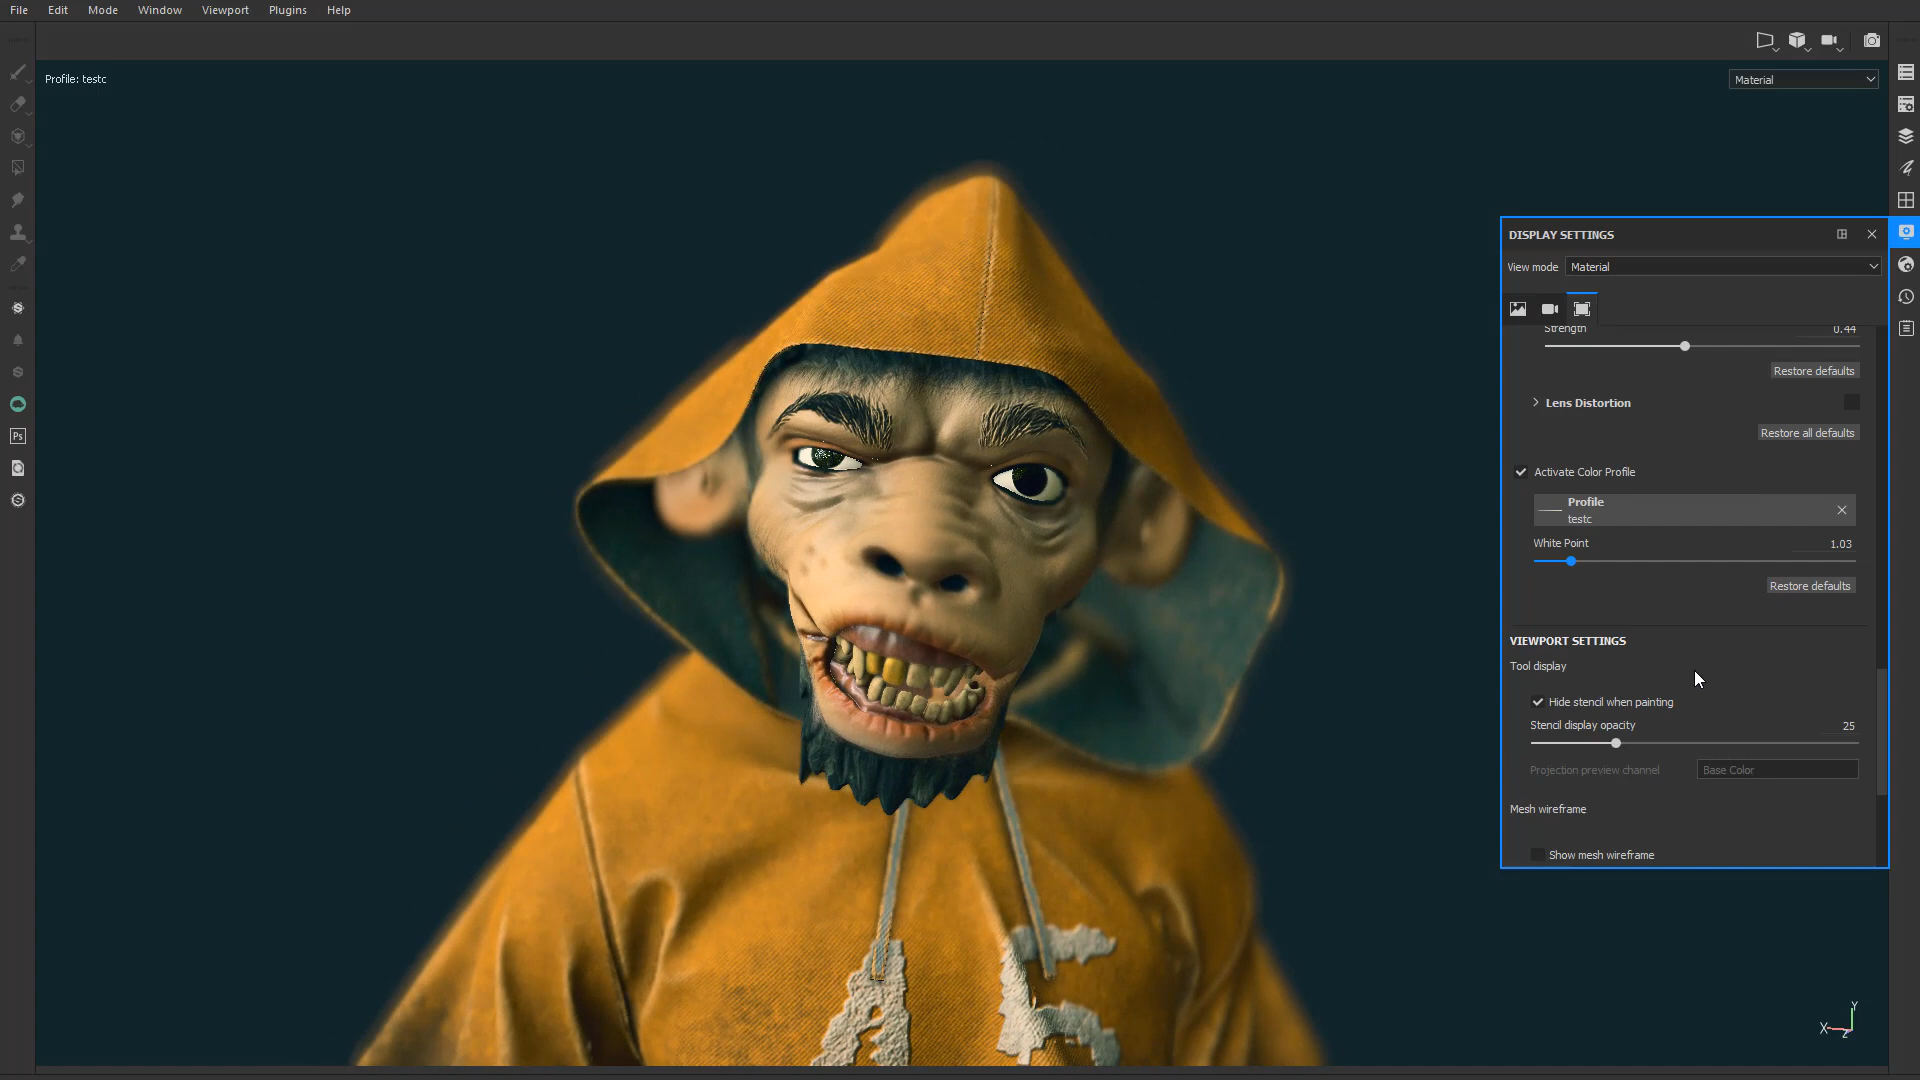 File Edit Mode Window Viewport Plugins Help
Profile: testc
Material
DISPLAY SETTINGS
View mode Material
Strength 0.44
Restore defaults
Lens Distortion
Restore all defaults
Activate Color Profile
Profile
testc
White Point 1.03
Restore defaults
VIEWPORT SETTINGS
Tool display
Hide stencil when painting
Stencil display opacity 25
Projection preview channel Base Color
Mesh wireframe
Show mesh wireframe
Ps
Y
X
Z